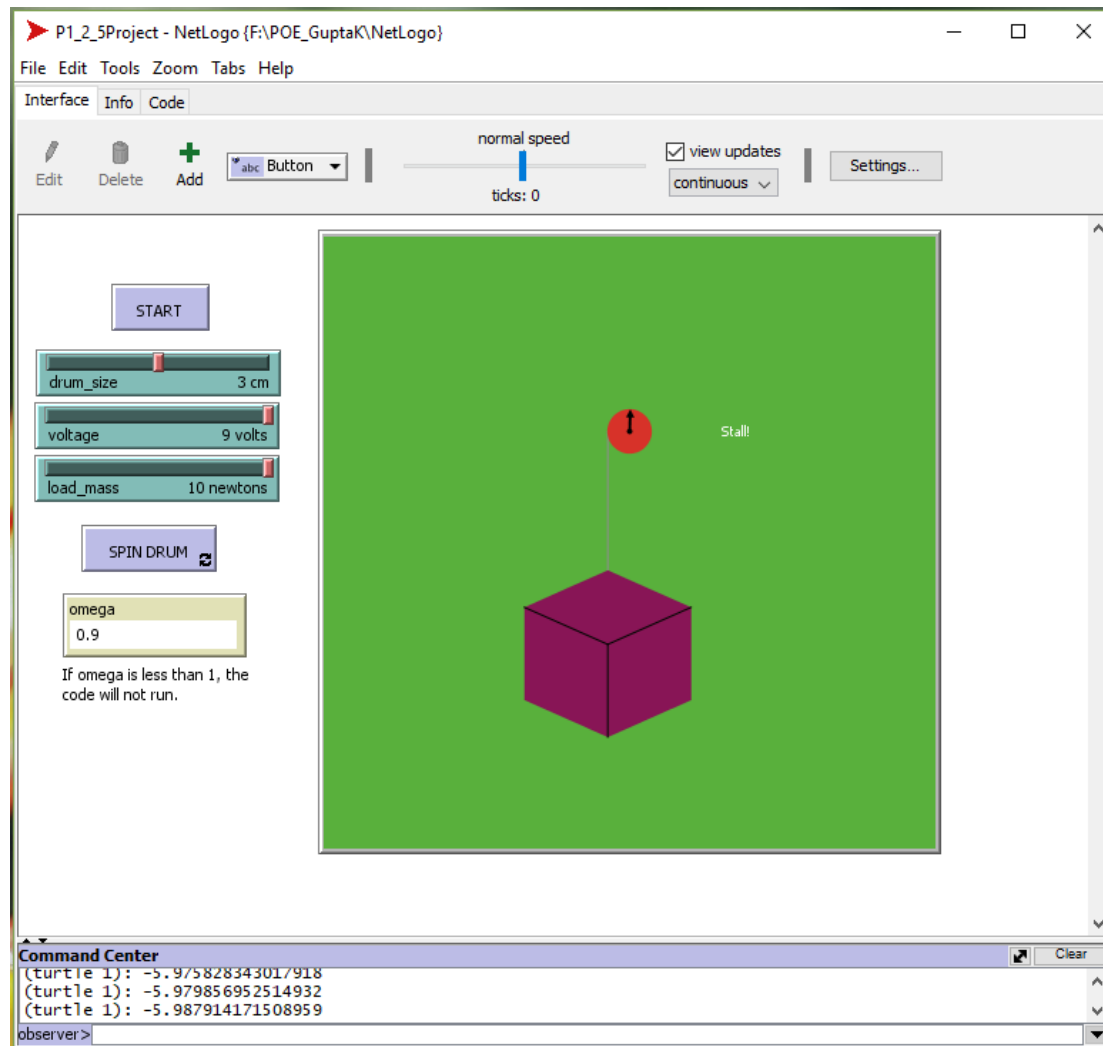 P1_2_5Project - NetLogo {F:\POE_GuptaK\NetLogo}
File Edit Tools Zoom Tabs Help
Interface Info Code
normal speed
view updates
Edit Delete Add abc Button
continuous
Settings...
ticks: 0
START
drum_size 3 cm
voltage 9 volts
Stall!
load_mass 10 newtons
SPIN DRUM
omega
0.9
If omega is less than 1, the
code will not run.
Command Center Clear
(turtle 1): -5.975828343017918
(turtle 1): -5.979856952514932
(turtle 1): -5.987914171508959
observer>